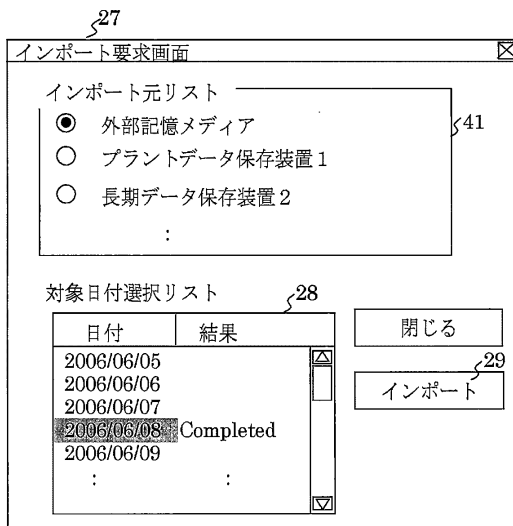 27
インポート要求画面
インポート元リスト
外部記憶メディア
41
プラントデータ保存装置1
長期データ保存装置2
:
対象日付選択リスト
28
日付 結果
閉じる
2006/06/05
29
2006/06/06
インポート
2006/06/07
2006/06/08 Completed
2006/06/09
: :